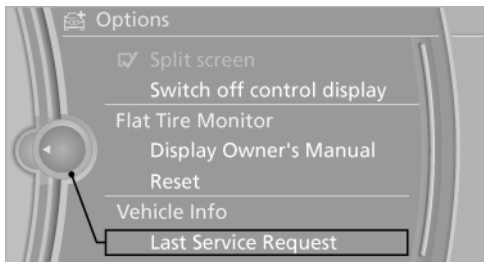 Options
Split screen
Switch off control display
Flat Tire Monitor
Display Owner's Manual
Reset
Vehicle Info
Last Service Request